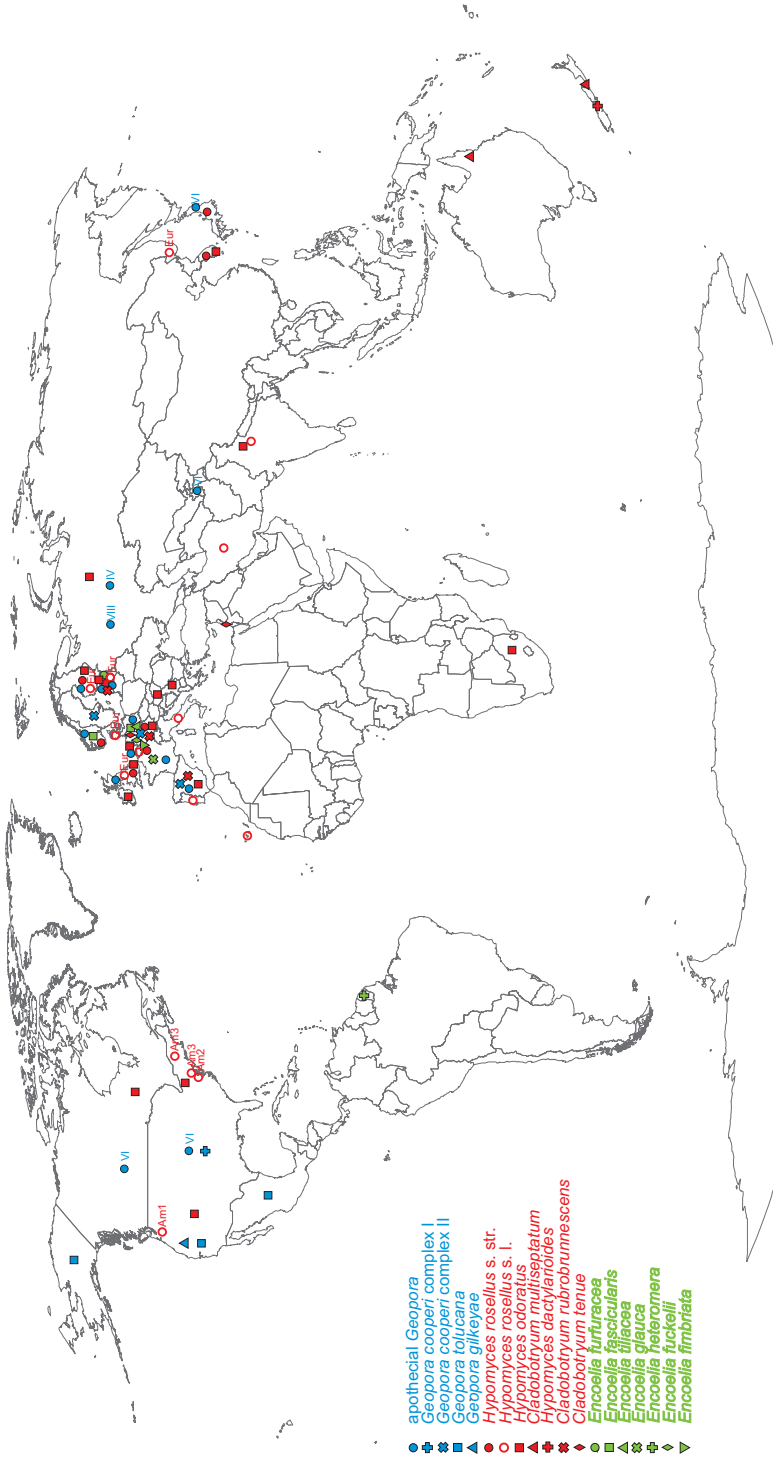 apothecial Geopora
Geopora cooperi complex I
Geopora cooperi complex II
Geopora tolucana
Geopora gilkeyae
Hypomyces rosellus s. str.
Hypomyces rosellus s. l.
Hypomyces odoratus
Cladobotryum multiseptatum
Hypomyces dactylarioides
Cladobotryum rubrobrunnescens
Cladobotryum tenue
Encoelia furfuracea
Encoelia fascicularis
Encoelia tiliacea
Encoelia glauca
Encoelia heteromera
Encoelia fuckelii
Encoelia fimbriata
Am1
VI
VI
Am3
Am3
Am2
Eur
Eur
Eur
Eur
VIII
IV
VI
Eur
VI